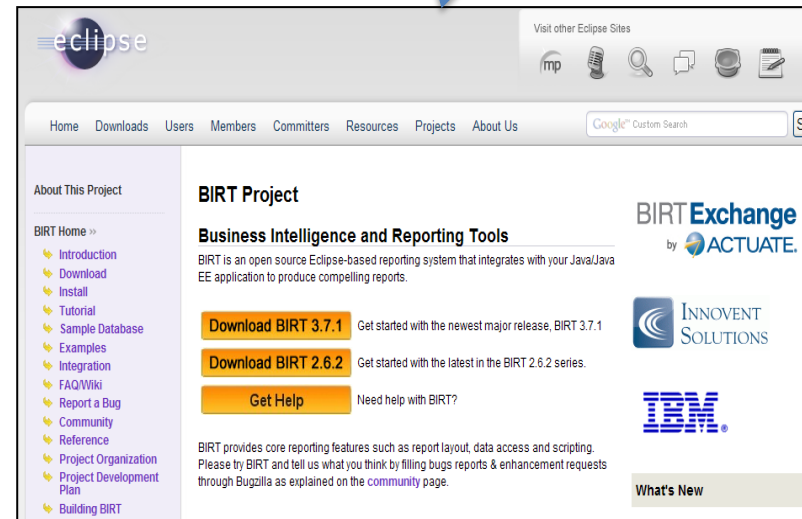 eclipse
Visit other Eclipse Sites
mp
Home Downloads Users Members Committers Resources Projects About Us
Google™ Custom Search
About This Project
BIRT Home »
Introduction
Download
Install
Tutorial
Sample Database
Examples
Integration
FAQ/Wiki
Report a Bug
Community
Reference
Project Organization
Project Development
Plan
Building BIRT
BIRT Project
Business Intelligence and Reporting Tools
BIRT is an open source Eclipse-based reporting system that integrates with your Java/Java
EE application to produce compelling reports.
Download BIRT 3.7.1 Get started with the newest major release, BIRT 3.7.1
Download BIRT 2.6.2 Get started with the latest in the BIRT 2.6.2 series.
Get Help Need help with BIRT?
BIRT provides core reporting features such as report layout, data access and scripting.
Please try BIRT and tell us what you think by filling bugs reports & enhancement requests
through Bugzilla as explained on the community page.
BIRT Exchange
by ACTUATE.
INNOVENT
SOLUTIONS
IBM®
What's New